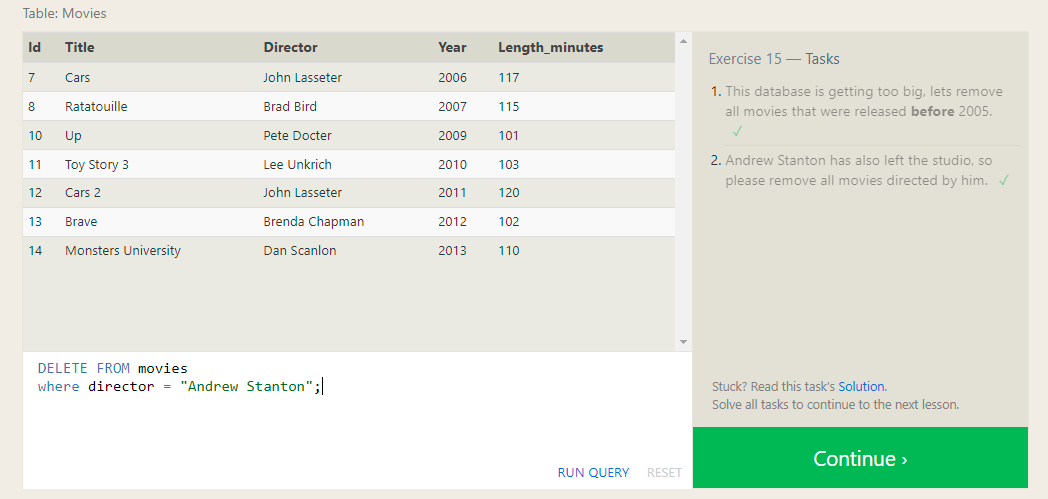 Table: Movies
Id Title Director Year Length_minutes
7 Cars John Lasseter 2006 117
8 Ratatouille Brad Bird 2007 115
10 Up Pete Docter 2009 101
11 Toy Story 3 Lee Unkrich 2010 103
12 Cars 2 John Lasseter 2011 120
13 Brave Brenda Chapman 2012 102
14 Monsters University Dan Scanlon 2013 110
DELETE FROM movies
where director = "Andrew Stanton";
RUN QUERY RESET
Exercise 15 — Tasks
1. This database is getting too big, lets remove
all movies that were released before 2005.
✓
2. Andrew Stanton has also left the studio, so
please remove all movies directed by him. ✓
Stuck? Read this task's Solution.
Solve all tasks to continue to the next lesson.
Continue ›